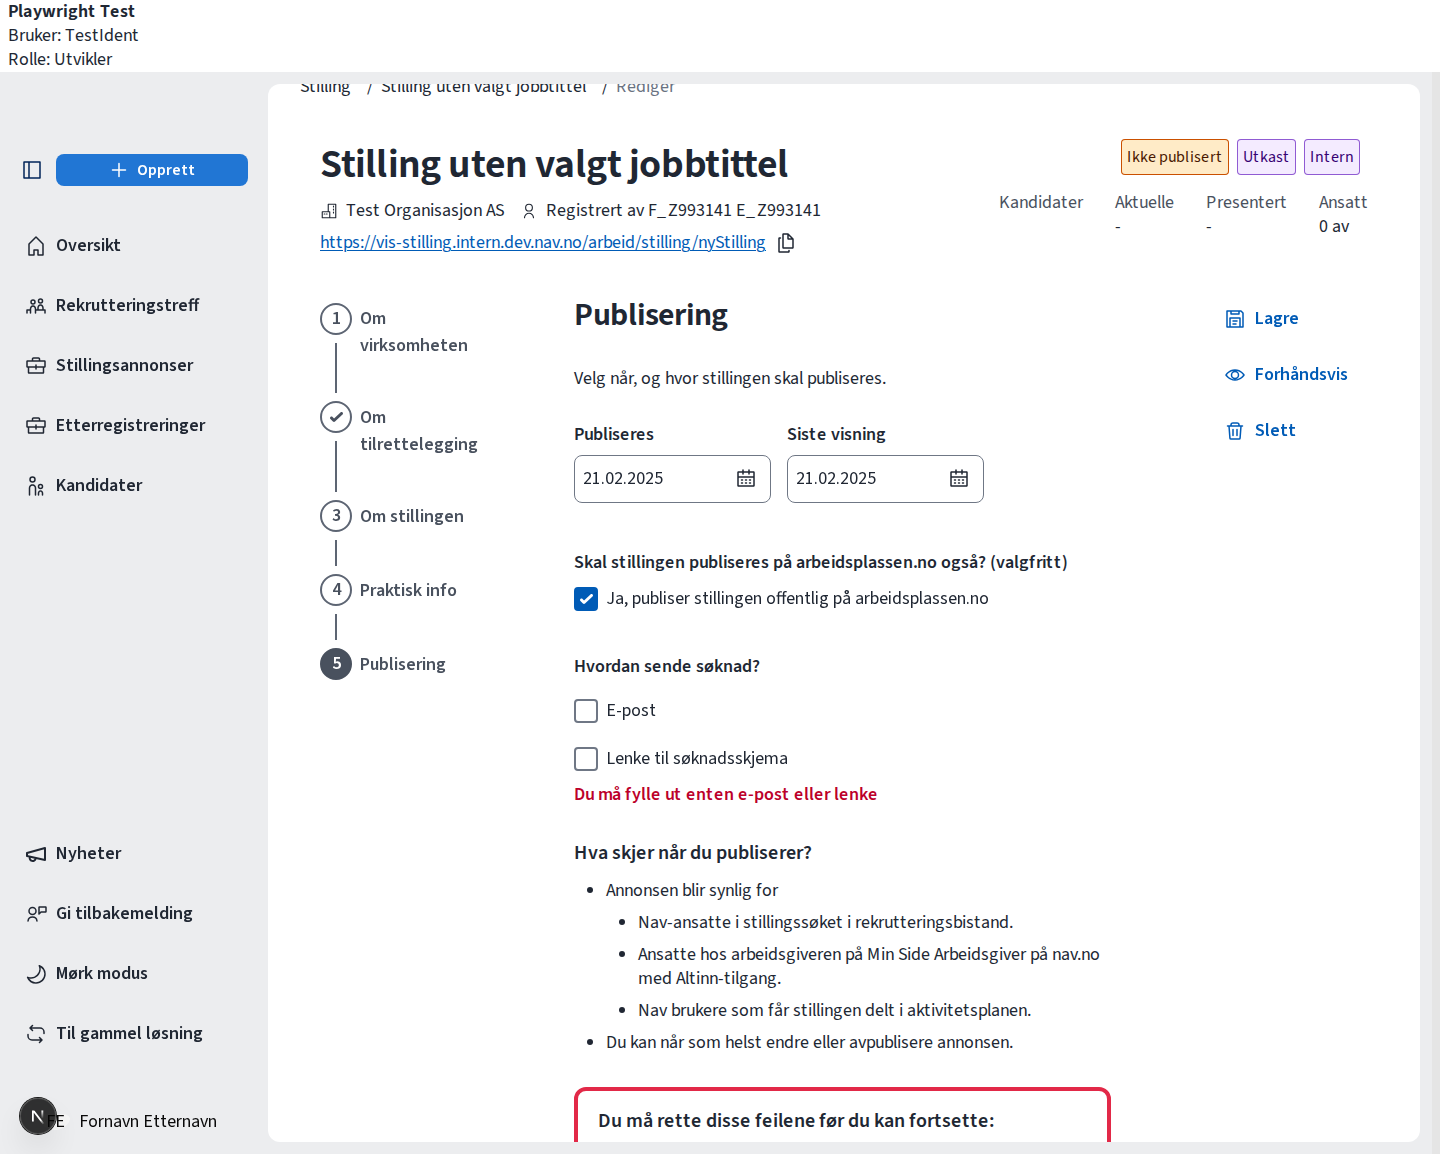 Playwright Test
Bruker: TestIdent
Rolle: Utvikler
Stilling / Stilling uten valgt jobbtittel / Rediger
Opprett
Oversikt
Rekrutteringstreff
Stillingsannonser
Etterregistreringer
Kandidater
Nyheter
Gi tilbakemelding
Mørk modus
Til gammel løsning
N
FE Fornavn Etternavn
Stilling uten valgt jobbtittel
Test Organisasjon AS Registrert av F_Z993141 E_Z993141
https://vis-stilling.intern.dev.nav.no/arbeid/stilling/nyStilling
Ikke publisert Utkast Intern
Kandidater Aktuelle Presentert Ansatt
- - 0 av
1 Om
virksomheten
Om
tilrettelegging
3 Om stillingen
4 Praktisk info
5 Publisering
Publisering
Velg når, og hvor stillingen skal publiseres.
Publiseres Siste visning
21.02.2025 21.02.2025
Skal stillingen publiseres på arbeidsplassen.no også? (valgfritt)
Ja, publiser stillingen offentlig på arbeidsplassen.no
Hvordan sende søknad?
E-post
Lenke til søknadsskjema
Du må fylle ut enten e-post eller lenke
Hva skjer når du publiserer?
Annonsen blir synlig for
Nav-ansatte i stillingssøket i rekrutteringsbistand.
Ansatte hos arbeidsgiveren på Min Side Arbeidsgiver på nav.no
med Altinn-tilgang.
Nav brukere som får stillingen delt i aktivitetsplanen.
Du kan når som helst endre eller avpublisere annonsen.
Du må rette disse feilene før du kan fortsette:
Lagre
Forhåndsvis
Slett